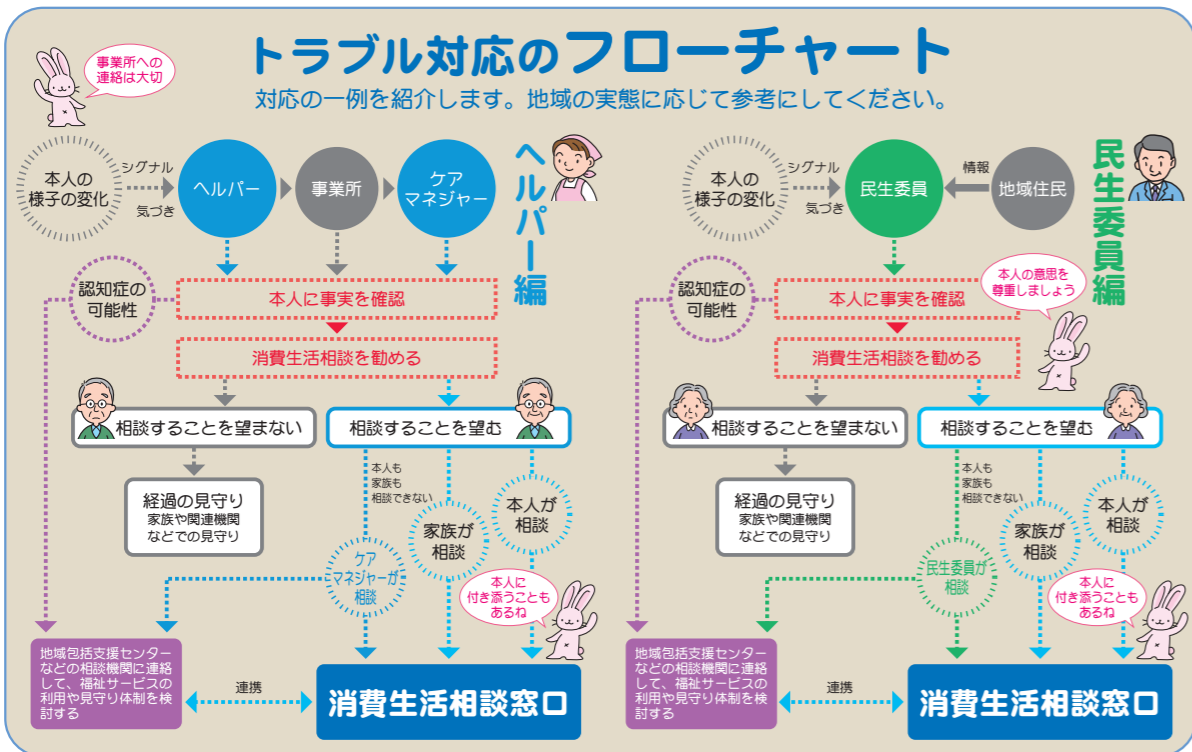 トラブル対応のフローチャート
対応の一例を紹介します。地域の実態に応じて参考にしてください。
事業所への
連絡は大切
ヘルパー編
本人の
様子の変化
シグナル
気づき
ヘルパー
事業所
ケア
マネジャー
認知症の
可能性
本人に事実を確認
消費生活相談を勧める
相談することを望まない
相談することを望む
経過の見守り
家族や関連機関
などでの見守り
本人も
家族も
相談できない
ケア
マネジャーが
相談
家族が
相談
本人が
相談
本人に
付き添うことも
あるね
地域包括支援センター
などの相談機関に連絡
して、福祉サービスの
利用や見守り体制を検
討する
連携
消費生活相談窓口
民生委員編
本人の
様子の変化
シグナル
気づき
民生委員
情報
地域住民
認知症の
可能性
本人に事実を確認
本人の意思を
尊重しましょう
消費生活相談を勧める
相談することを望まない
相談することを望む
経過の見守り
家族や関連機関
などでの見守り
本人も
家族も
相談できない
民生委員が
相談
家族が
相談
本人が
相談
本人に
付き添うことも
あるね
地域包括支援センター
などの相談機関に連絡
して、福祉サービスの
利用や見守り体制を検
討する
連携
消費生活相談窓口